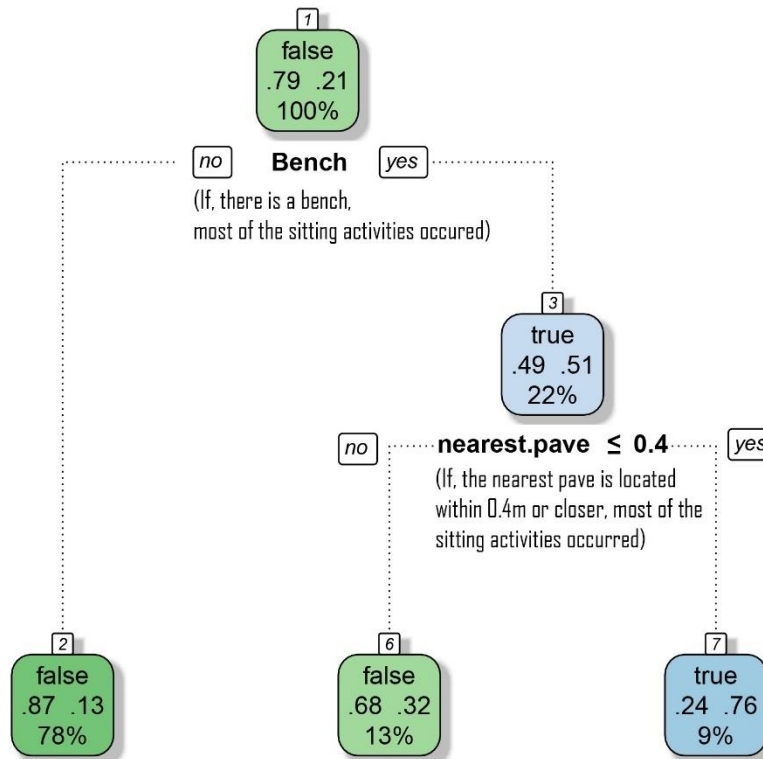 1
false
.79 .21
100%
no Bench yes
(If, there is a bench,
most of the sitting activities occured)
3
true
.49 .51
22%
no nearest.pave ≤ 0.4 yes
(If, the nearest pave is located
within 0.4m or closer, most of the
sitting activities occurred)
2
false
.87 .13
78%
6
false
.68 .32
13%
7
true
.24 .76
9%